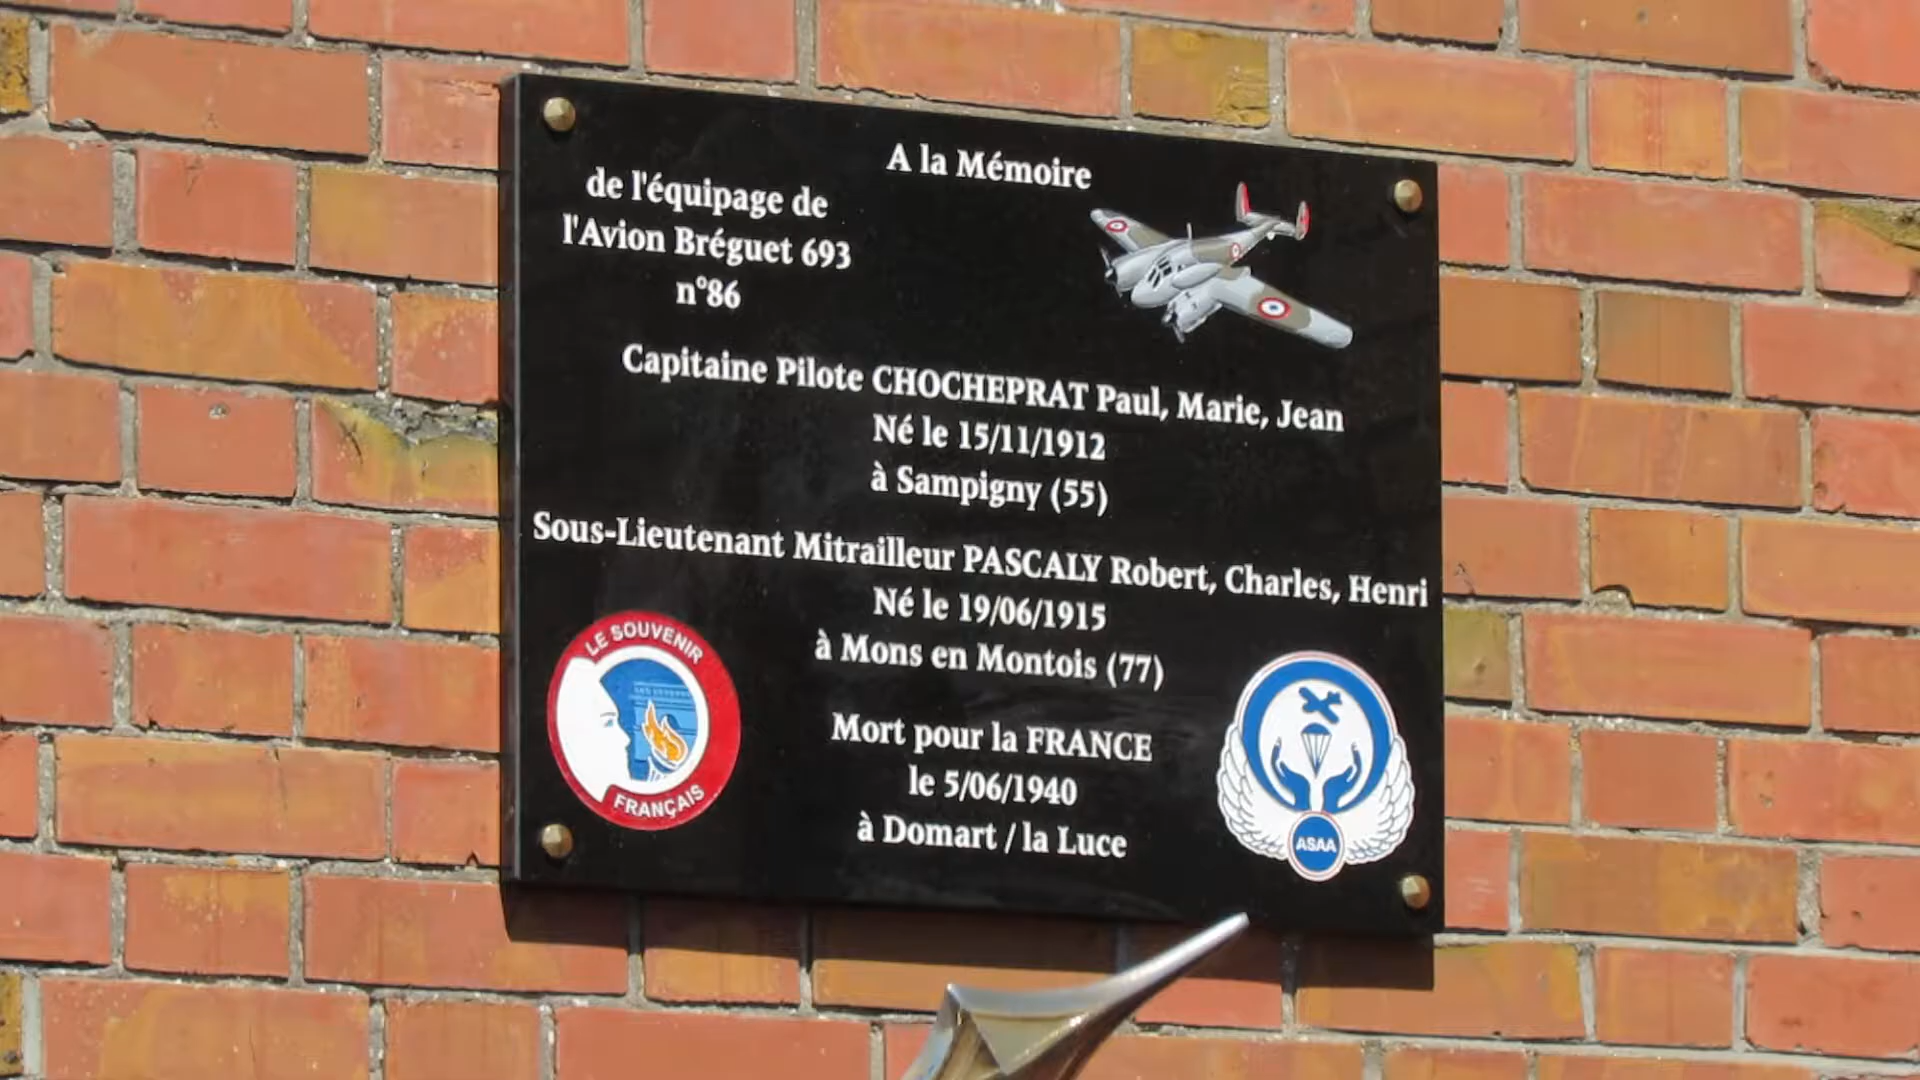 A la Mémoire
de l'équipage de
l'Avion Bréguet 693
n°86
Capitaine Pilote CHOCHEPRAT Paul, Marie, Jean
Né le 15/11/1912
à Sampigny (55)
Sous-Lieutenant Mitrailleur PASCALY Robert, Charles, Henri
Né le 19/06/1915
à Mons en Montois (77)
Mort pour la FRANCE
le 5/06/1940
à Domart / la Luce
LE SOUVENIR
FRANÇAIS
ASAA